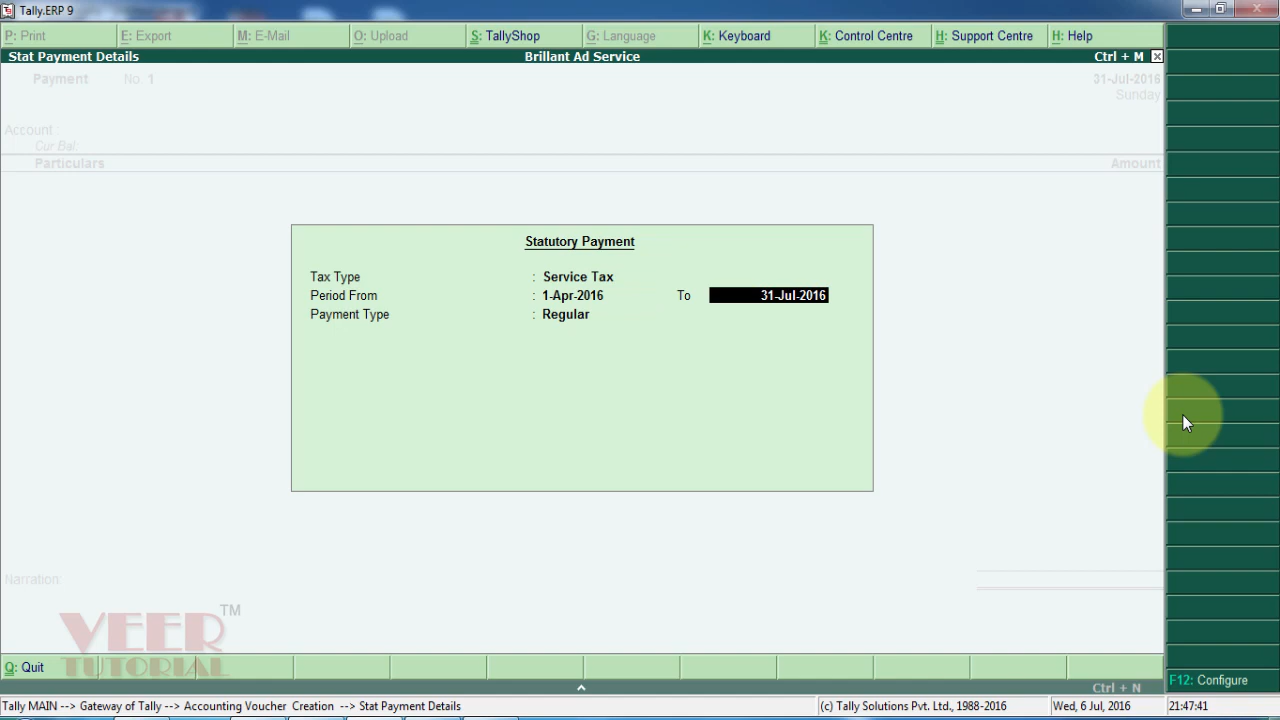 Tally.ERP 9
P: Print E: Export M: E-Mail O: Upload S: TallyShop G: Language K: Keyboard K: Control Centre H: Support Centre H: Help
Stat Payment Details Brillant Ad Service Ctrl + M
Payment No. 1 31-Jul-2016
Sunday
Account :
Cur Bal:
Particulars Amount
Statutory Payment
Tax Type : Service Tax
Period From : 1-Apr-2016 To 31-Jul-2016
Payment Type : Regular
Narration:
VEER TM
TUTORIAL
Q: Quit
Ctrl + N
F12: Configure
Tally MAIN --> Gateway of Tally --> Accounting Voucher Creation --> Stat Payment Details (c) Tally Solutions Pvt. Ltd., 1988-2016 Wed, 6 Jul, 2016 21:47:41